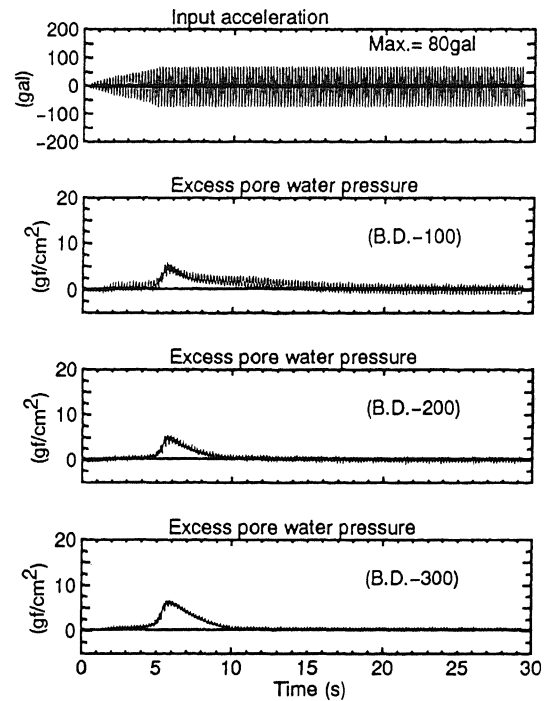 Input acceleration
200
100
0
−100
−200
(gal)
Max.= 80gal
Excess pore water pressure
20
10
0
(gf/cm²)
(B.D.−100)
Excess pore water pressure
20
10
0
(gf/cm²)
(B.D.−200)
Excess pore water pressure
20
10
0
(gf/cm²)
(B.D.−300)
0 5 10 15 20 25 30
Time (s)